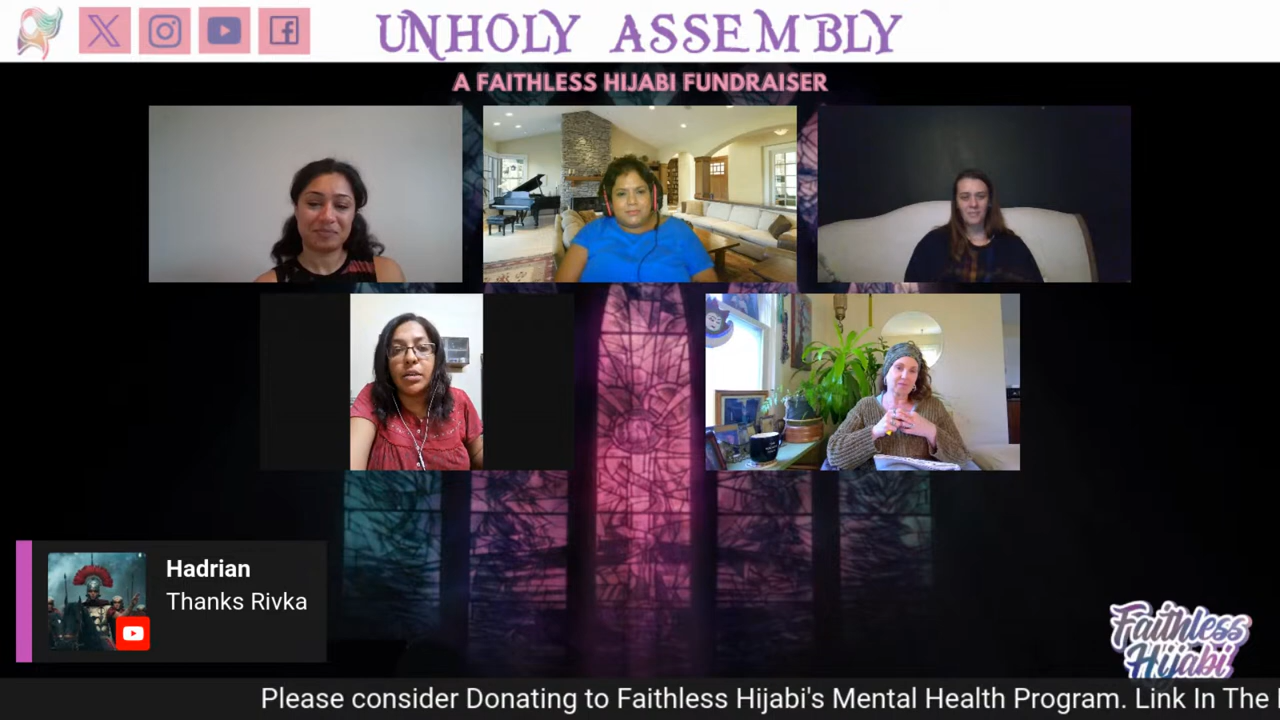 UNHOLY ASSEMBLY
A FAITHLESS HIJABI FUNDRAISER
Hadrian
Thanks Rivka
Faithless
Hijabi
Please consider Donating to Faithless Hijabi's Mental Health Program. Link In The